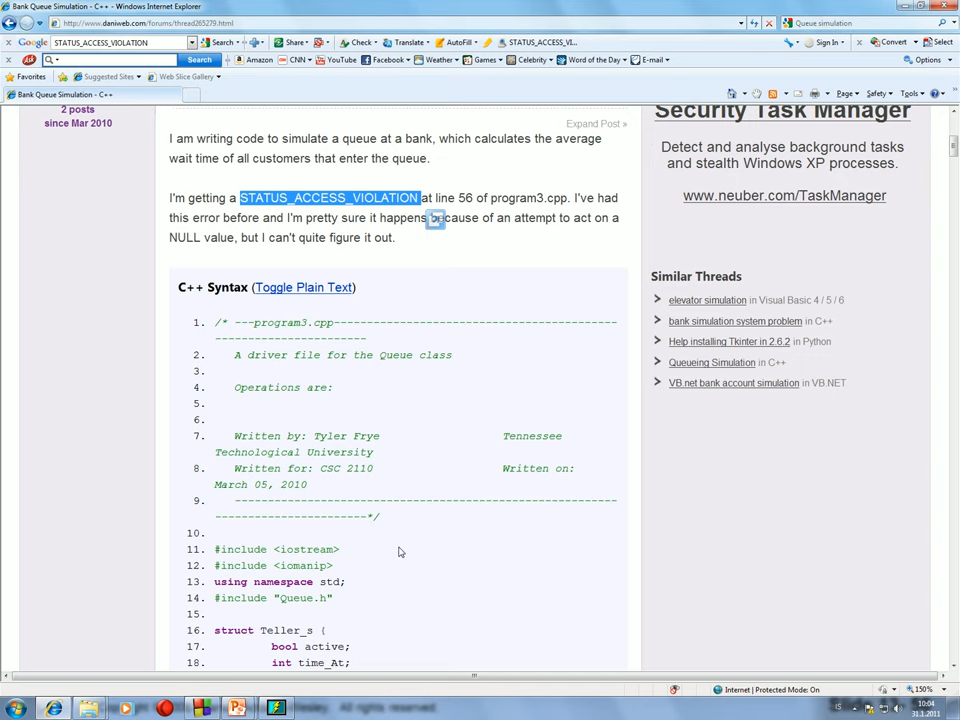 Bank Queue Simulation - C++ - Windows Internet Explorer
http://www.daniweb.com/forums/thread265279.html
Queue simulation
Google
STATUS_ACCESS_VIOLATION
Search
Share
Check
Translate
AutoFill
STATUS_ACCESS_VI...
Sign In
Convert
Select
Ask
Search
Amazon
CNN
YouTube
Facebook
Weather
Games
Celebrity
Word of the Day
E-mail
Options
Favorites
Suggested Sites
Web Slice Gallery
Bank Queue Simulation - C++
Page
Safety
Tools
2 posts
since Mar 2010
Expand Post »
I am writing code to simulate a queue at a bank, which calculates the average
wait time of all customers that enter the queue.
I'm getting a STATUS_ACCESS_VIOLATION at line 56 of program3.cpp. I've had
this error before and I'm pretty sure it happens because of an attempt to act on a
NULL value, but I can't quite figure it out.
C++ Syntax (Toggle Plain Text)
1. /* ---program3.cpp-------------------------------------------
-----------------------
2. A driver file for the Queue class
3.
4. Operations are:
5.
6.
7. Written by: Tyler Frye Tennessee
Technological University
8. Written for: CSC 2110 Written on:
March 05, 2010
9. ----------------------------------------------------------
-----------------------*/
10.
11. #include <iostream>
12. #include <iomanip>
13. using namespace std;
14. #include "Queue.h"
15.
16. struct Teller_s {
17. bool active;
18. int time_At;
Security Task Manager
Detect and analyse background tasks
and stealth Windows XP processes.
www.neuber.com/TaskManager
Similar Threads
elevator simulation in Visual Basic 4 / 5 / 6
bank simulation system problem in C++
Help installing Tkinter in 2.6.2 in Python
Queueing Simulation in C++
VB.net bank account simulation in VB.NET
Internet | Protected Mode: On
150%
IS
10:04
31.1.2011
All rights reserved.